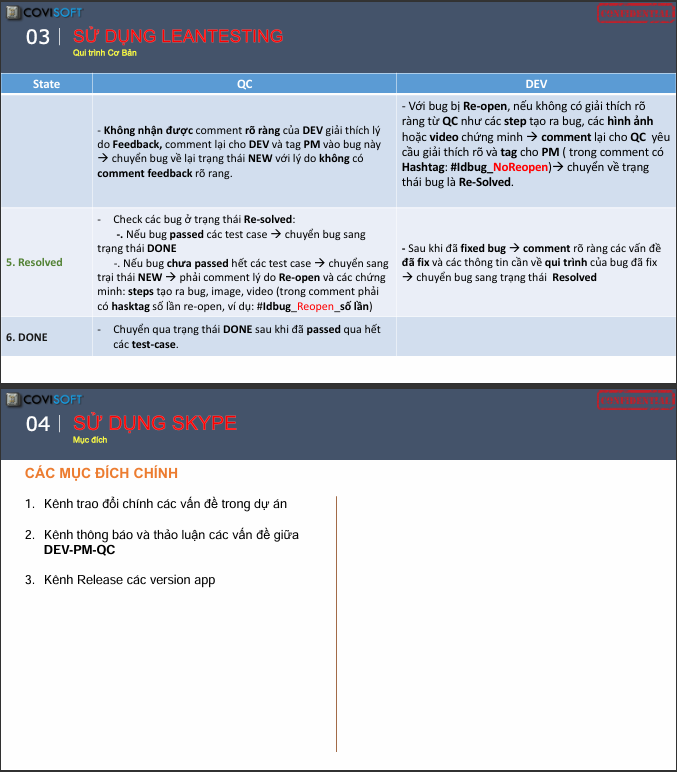 COVISOFT
CONFIDENTIAL
03
SỬ DỤNG LEANTESTING
Qui trình Cơ Bản
State
QC
DEV
- Không nhận được comment rõ ràng của DEV giải thích lý
do Feedback, comment lại cho DEV và tag PM vào bug này
→ chuyển bug về lại trạng thái NEW với lý do không có
comment feedback rõ rang.
- Với bug bị Re-open, nếu không có giải thích rõ
ràng từ QC như các step tạo ra bug, các hình ảnh
hoặc video chứng minh → comment lại cho QC yêu
cầu giải thích rõ và tag cho PM ( trong comment có
Hashtag: #Idbug_NoReopen)→ chuyển về trạng
thái bug là Re-Solved.
5. Resolved
- Check các bug ở trạng thái Re-solved:
-. Nếu bug passed các test case → chuyển bug sang
trạng thái DONE
-. Nếu bug chưa passed hết các test case → chuyển sang
trại thái NEW → phải comment lý do Re-open và các chứng
minh: steps tạo ra bug, image, video (trong comment phải
có hasktag số lần re-open, ví dụ: #Idbug_Reopen_số lần)
- Sau khi đã fixed bug → comment rõ ràng các vấn đề
đã fix và các thông tin cần về qui trình của bug đã fix
→ chuyển bug sang trạng thái Resolved
6. DONE
- Chuyển qua trạng thái DONE sau khi đã passed qua hết
các test-case.
COVISOFT
CONFIDENTIAL
04
SỬ DỤNG SKYPE
Mục đích
CÁC MỤC ĐÍCH CHÍNH
1. Kênh trao đổi chính các vấn đề trong dự án
2. Kênh thông báo và thảo luận các vấn đề giữa
DEV-PM-QC
3. Kênh Release các version app